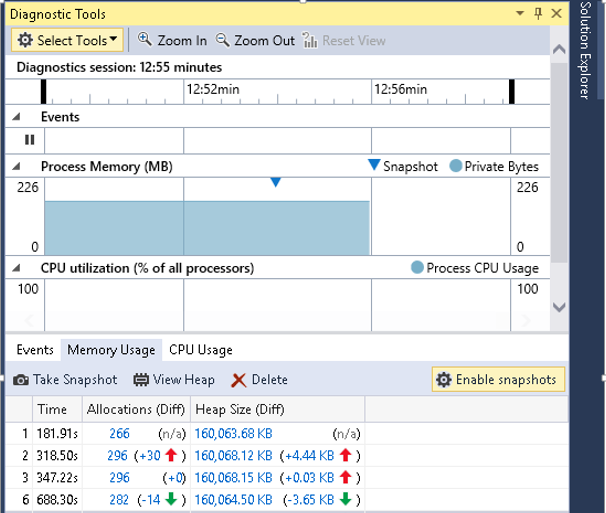 Diagnostic Tools
Select Tools Zoom In Zoom Out Reset View
Diagnostics session: 12:55 minutes
12:52min 12:56min
Events
Process Memory (MB) Snapshot Private Bytes
226 226
0 0
CPU utilization (% of all processors) Process CPU Usage
100 100
Events Memory Usage CPU Usage
Take Snapshot View Heap Delete Enable snapshots
Time Allocations (Diff) Heap Size (Diff)
1 181.91s 266 (n/a) 160,063.68 KB (n/a)
2 318.50s 296 (+30 ) 160,068.12 KB (+4.44 KB )
3 347.22s 296 (+0) 160,068.15 KB (+0.03 KB )
6 688.30s 282 (-14 ) 160,064.50 KB (-3.65 KB )
Solution Explorer